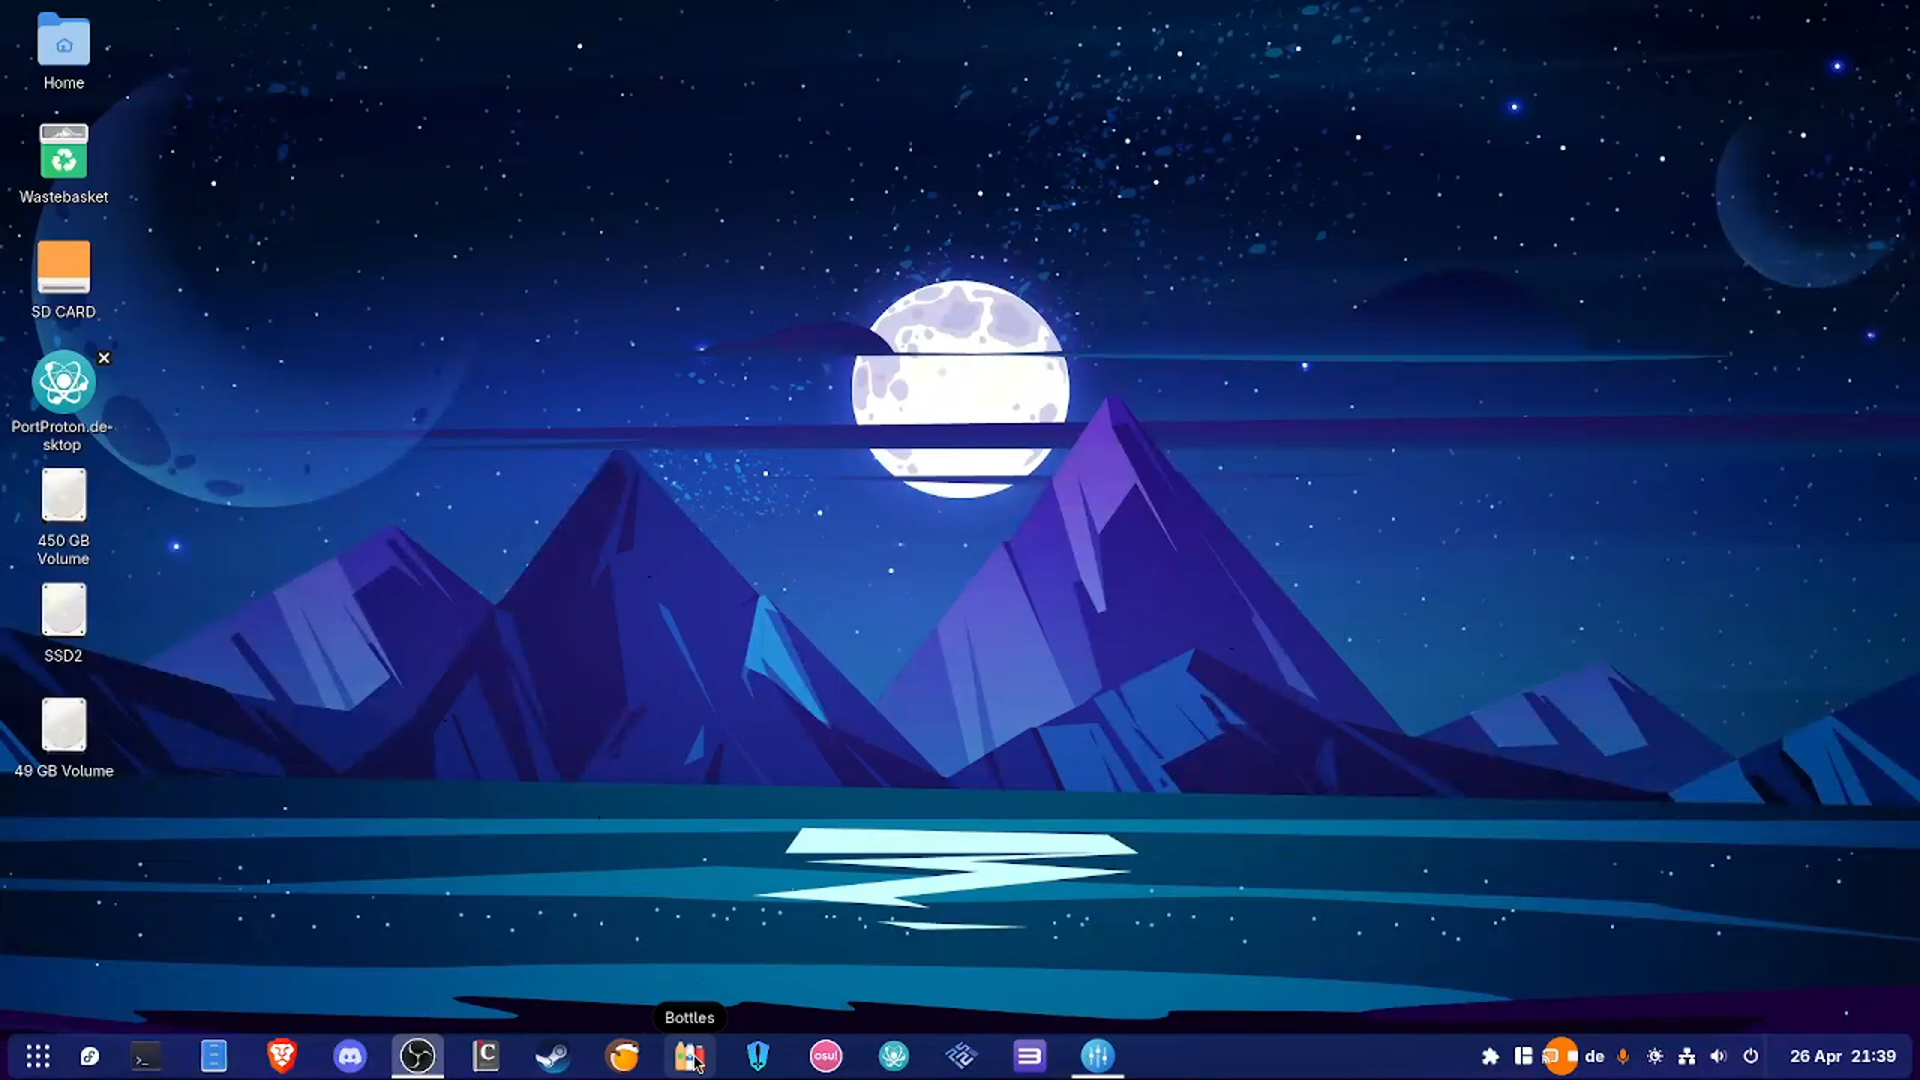 Home
Wastebasket
SD CARD
PortProton.de-
sktop
450 GB
Volume
SSD2
49 GB Volume
Bottles
C
osu!
de
26 Apr 21:39